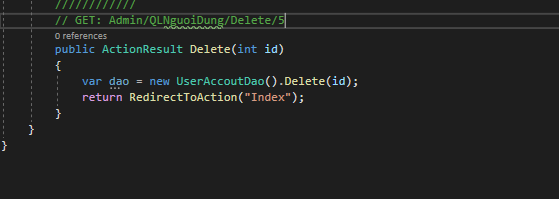 ////////////
// GET: Admin/QLNguoiDung/Delete/5
0 references
public ActionResult Delete(int id)
{
var dao = new UserAccoutDao().Delete(id);
return RedirectToAction("Index");
}
}
}